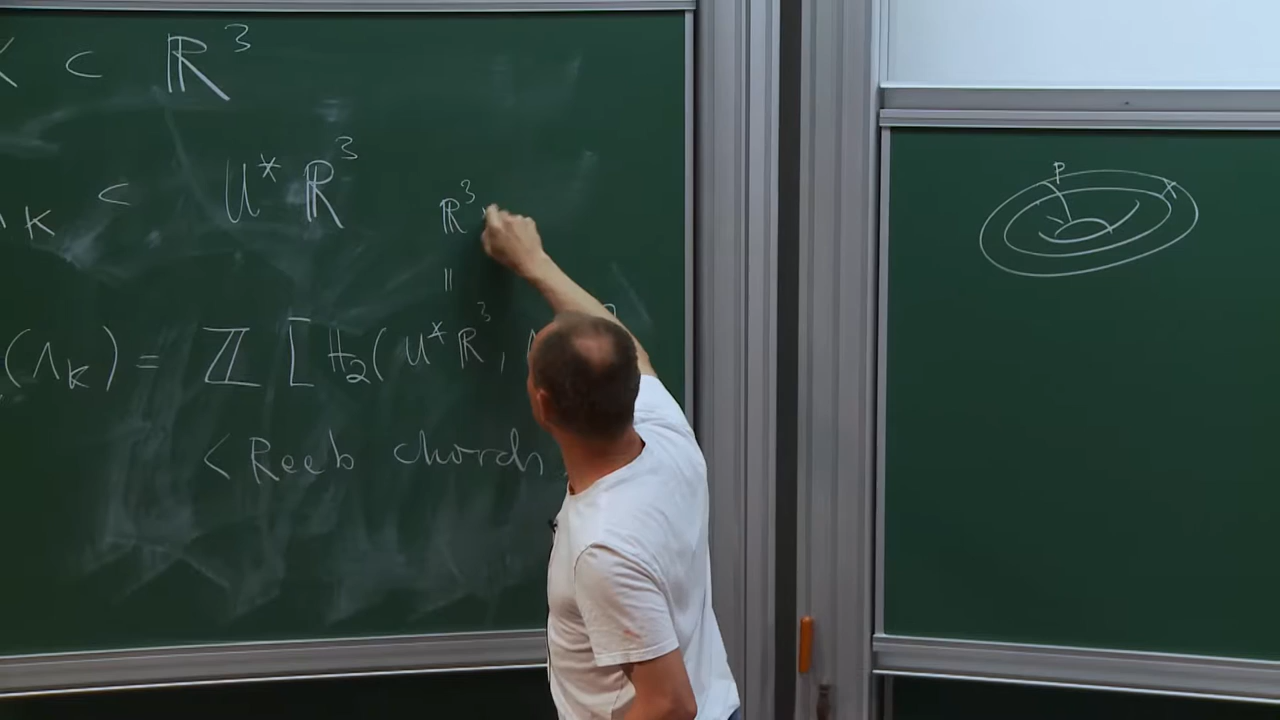 K ⊂ ℝ³
Λ_K ⊂ U*ℝ³
ℝ³
=
(Λ_K) = ℤ[H₂(U*ℝ³,
<Reeb chords
p
x